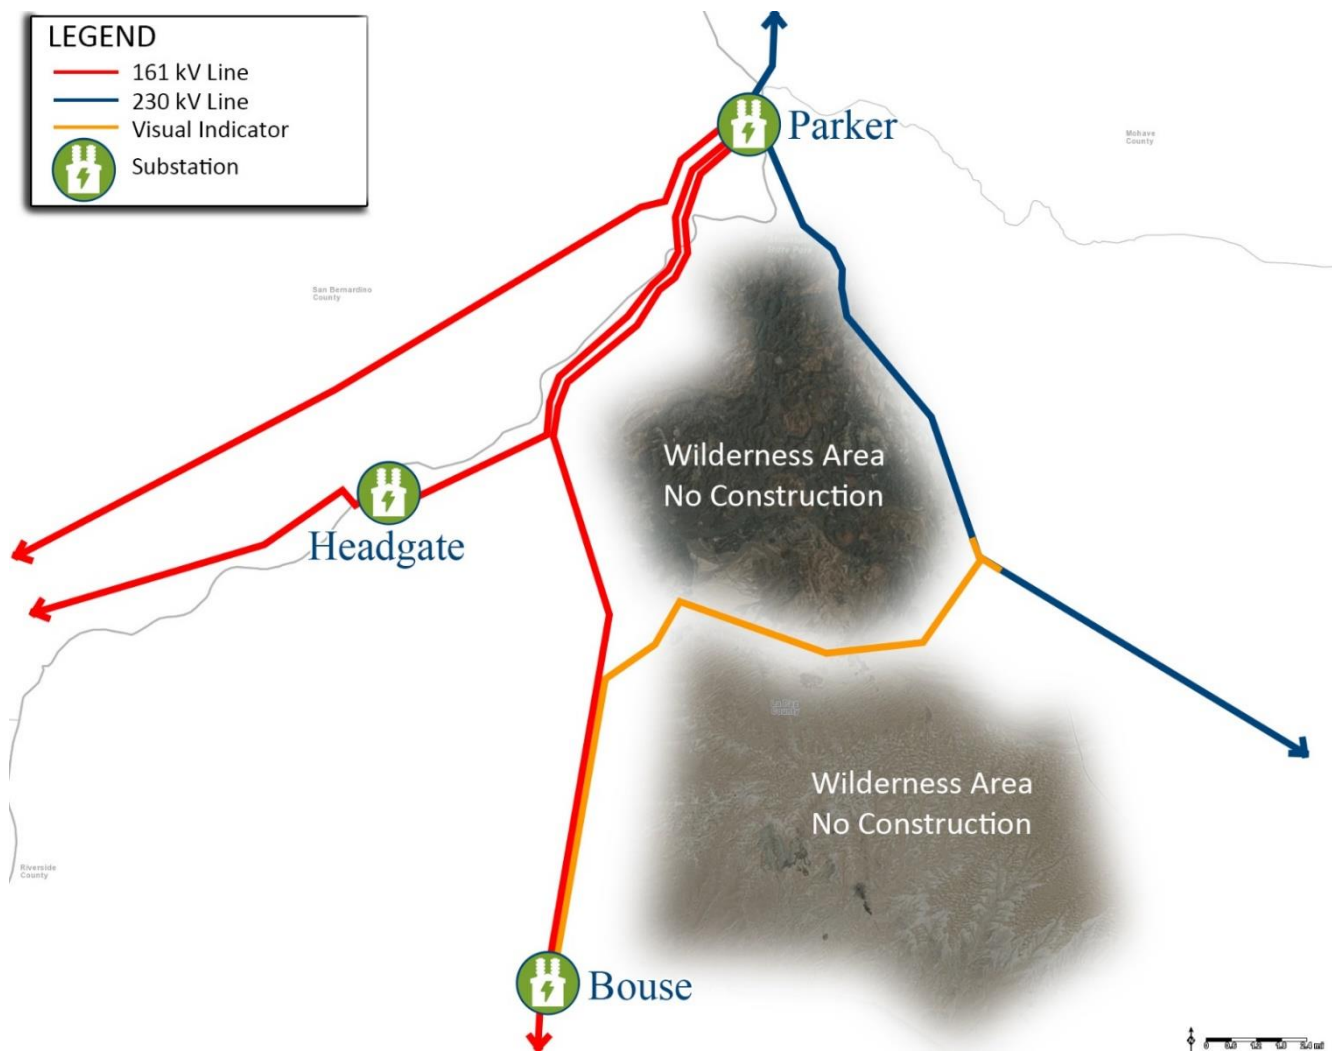 LEGEND
161 kV Line
230 kV Line
Visual Indicator
Substation
Parker
Mohave
County
San Bernardino
County
Wilderness Area
No Construction
Headgate
Wilderness Area
No Construction
Riverside
County
Bouse